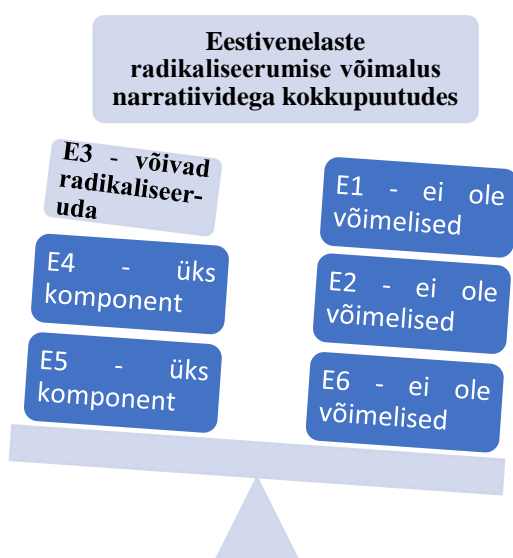 Eestivenelaste
radikaliseerumise võimalus
narratiividega kokkupuutudes
E3 - võivad
radikaliseer-
uda
E4 - üks
komponent
E5 - üks
komponent
E1 - ei ole
võimelised
E2 - ei ole
võimelised
E6 - ei ole
võimelised